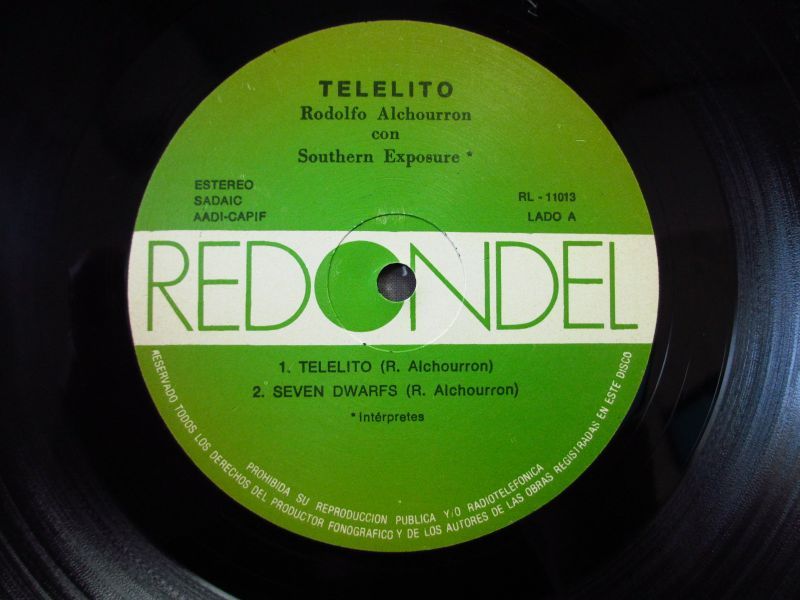 TELELITO
Rodolfo Alchourron
con
Southern Exposure *
ESTEREO
SADAIC
AADI-CAPIF
RL - 11013
LADO A
REDONDEL
1. TELELITO (R. Alchourron)
2. SEVEN DWARFS (R. Alchourron)
* Intérpretes
RESERVADO TODOS LOS DERECHOS DEL PRODUCTOR FONOGRAFICO Y DE LOS AUTORES DE LAS OBRAS REGISTRADAS EN ESTE DISCO
PROHIBIDA SU REPRODUCCION PUBLICA Y/O RADIOTELEFONICA